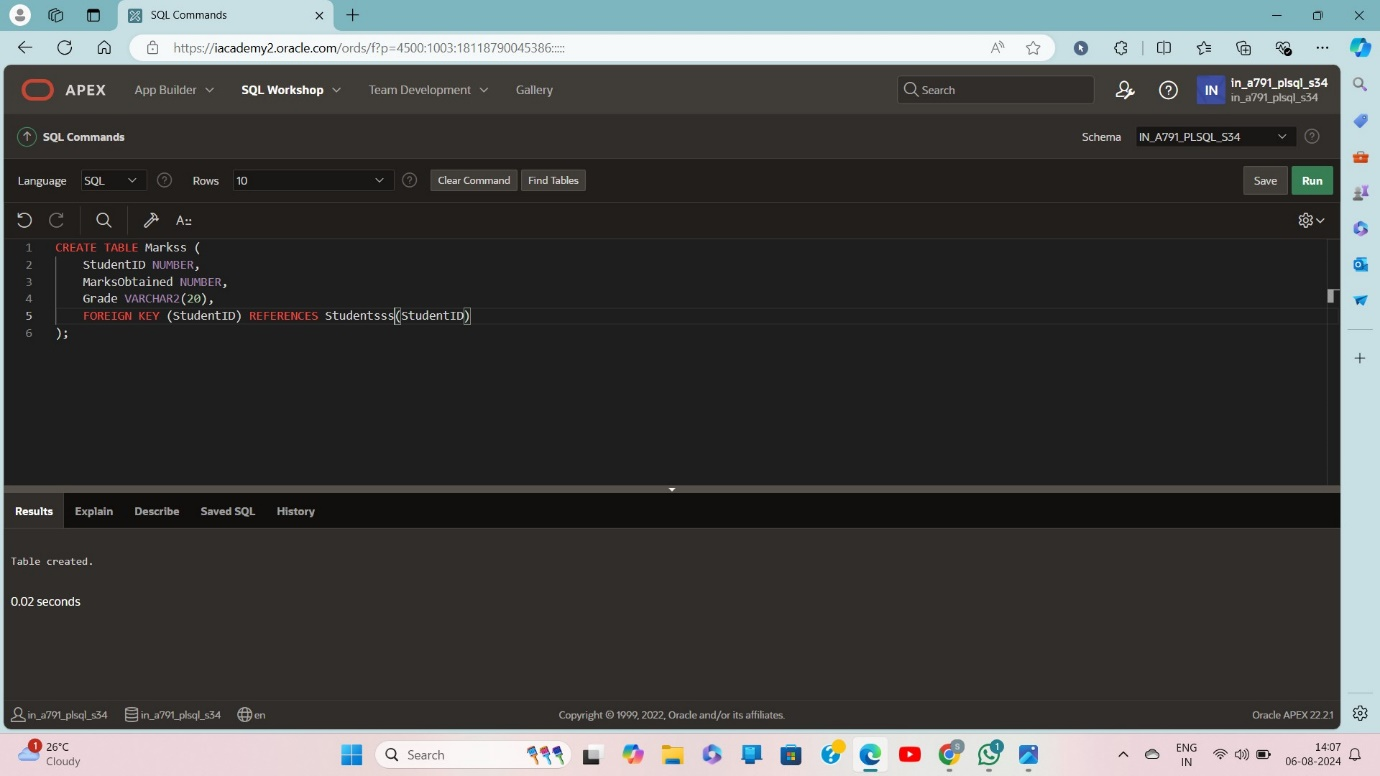 SQL Commands
https://iacademy2.oracle.com/ords/f?p=4500:1003:18118790045386:::::
APEX App Builder SQL Workshop Team Development Gallery Search IN in_a791_plsql_s34
in_a791_plsql_s34
SQL Commands Schema IN_A791_PLSQL_S34
Language SQL Rows 10 Clear Command Find Tables Save Run
A::
1 CREATE TABLE Markss (
2 StudentID NUMBER,
3 MarksObtained NUMBER,
4 Grade VARCHAR2(20),
5 FOREIGN KEY (StudentID) REFERENCES Studentsss(StudentID)
6 );
Results Explain Describe Saved SQL History
Table created.
0.02 seconds
in_a791_plsql_s34 in_a791_plsql_s34 en Copyright © 1999, 2022, Oracle and/or its affiliates. Oracle APEX 22.2.1
1 26°C
Cloudy
Search
S
1
ENG
IN
14:07
06-08-2024